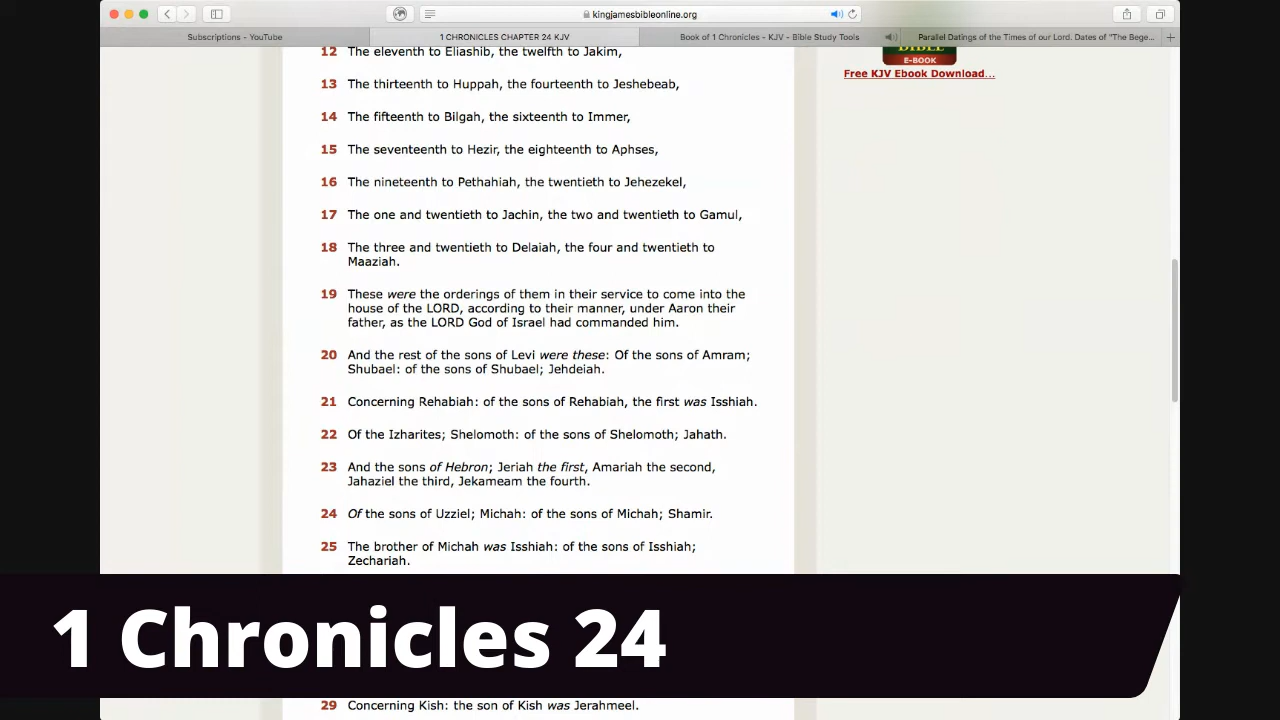 kingjamesbibleonline.org
Subscriptions - YouTube
1 CHRONICLES CHAPTER 24 KJV
Book of 1 Chronicles - KJV - Bible Study Tools
Parallel Datings of the Times of our Lord. Dates of "The Bege...
BIBLE
E-BOOK
Free KJV Ebook Download...
12 The eleventh to Eliashib, the twelfth to Jakim,
13 The thirteenth to Huppah, the fourteenth to Jeshebeab,
14 The fifteenth to Bilgah, the sixteenth to Immer,
15 The seventeenth to Hezir, the eighteenth to Aphses,
16 The nineteenth to Pethahiah, the twentieth to Jehezekel,
17 The one and twentieth to Jachin, the two and twentieth to Gamul,
18 The three and twentieth to Delaiah, the four and twentieth to
Maaziah.
19 These were the orderings of them in their service to come into the
house of the LORD, according to their manner, under Aaron their
father, as the LORD God of Israel had commanded him.
20 And the rest of the sons of Levi were these: Of the sons of Amram;
Shubael: of the sons of Shubael; Jehdeiah.
21 Concerning Rehabiah: of the sons of Rehabiah, the first was Isshiah.
22 Of the Izharites; Shelomoth: of the sons of Shelomoth; Jahath.
23 And the sons of Hebron; Jeriah the first, Amariah the second,
Jahaziel the third, Jekameam the fourth.
24 Of the sons of Uzziel; Michah: of the sons of Michah; Shamir.
25 The brother of Michah was Isshiah: of the sons of Isshiah;
Zechariah.
1 Chronicles 24
29 Concerning Kish: the son of Kish was Jerahmeel.